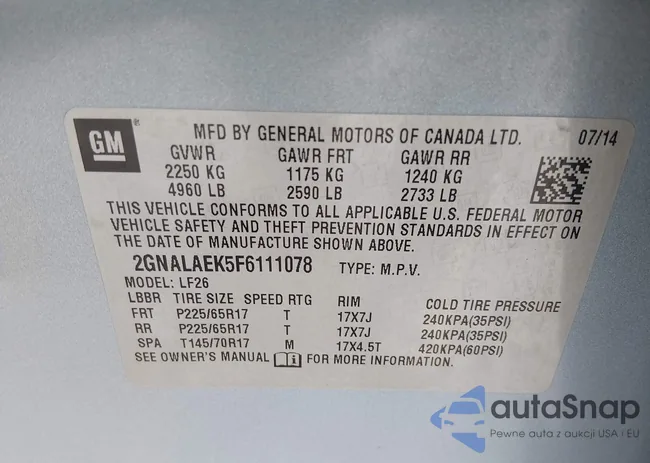 GM
MFD BY GENERAL MOTORS OF CANADA LTD. 07/14
GVWR GAWR FRT GAWR RR
2250 KG 1175 KG 1240 KG
4960 LB 2590 LB 2733 LB
THIS VEHICLE CONFORMS TO ALL APPLICABLE U.S. FEDERAL MOTOR
VEHICLE SAFETY AND THEFT PREVENTION STANDARDS IN EFFECT ON
THE DATE OF MANUFACTURE SHOWN ABOVE.
2GNALAEK5F6111078 TYPE: M.P.V.
MODEL: LF26
LBBR TIRE SIZE SPEED RTG RIM COLD TIRE PRESSURE
FRT P225/65R17 T 17X7J 240KPA(35PSI)
RR P225/65R17 T 17X7J 240KPA(35PSI)
SPA T145/70R17 M 17X4.5T 420KPA(60PSI)
SEE OWNER'S MANUAL FOR MORE INFORMATION.
autaSnap
Pewne auta z aukcji USA i EU